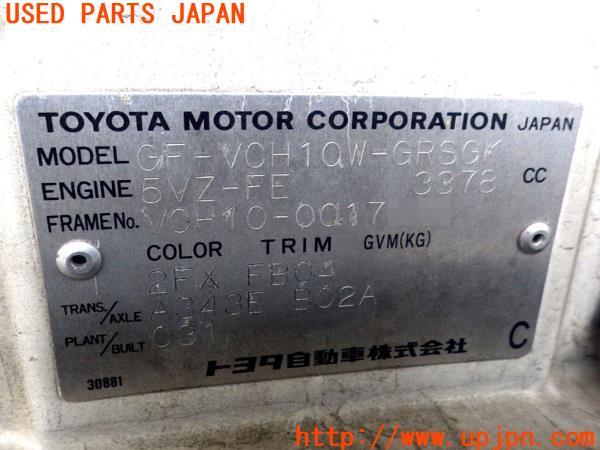 USED PARTS JAPAN
TOYOTA MOTOR CORPORATION JAPAN
MODEL GF-VCH10W-GRSGK
ENGINE 5VZ-FE 3378 CC
FRAME No. VCH10-0017
COLOR TRIM GVM(KG)
2FX FB04
TRANS./AXLE A343E B02A
PLANT/BUILT C31
トヨタ自動車株式会社 C
30881
http://www.upjpn.com